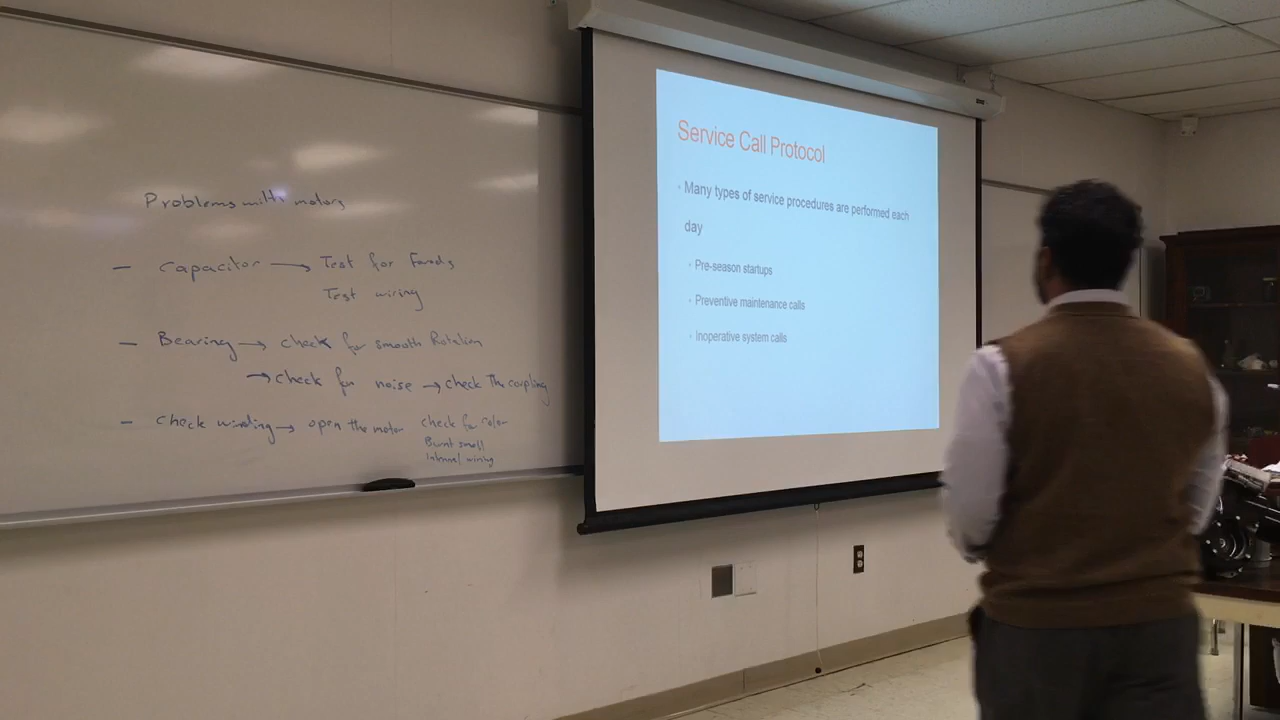 Problems with motors
- Capacitor → Test for Farads
Test wiring
- Bearing → check for smooth Rotation
→ check for noise → check The coupling
- check winding → open the motor check for color
Burnt smell
Internal wiring
Service Call Protocol
• Many types of service procedures are performed each
day
• Pre-season startups
• Preventive maintenance calls
• Inoperative system calls